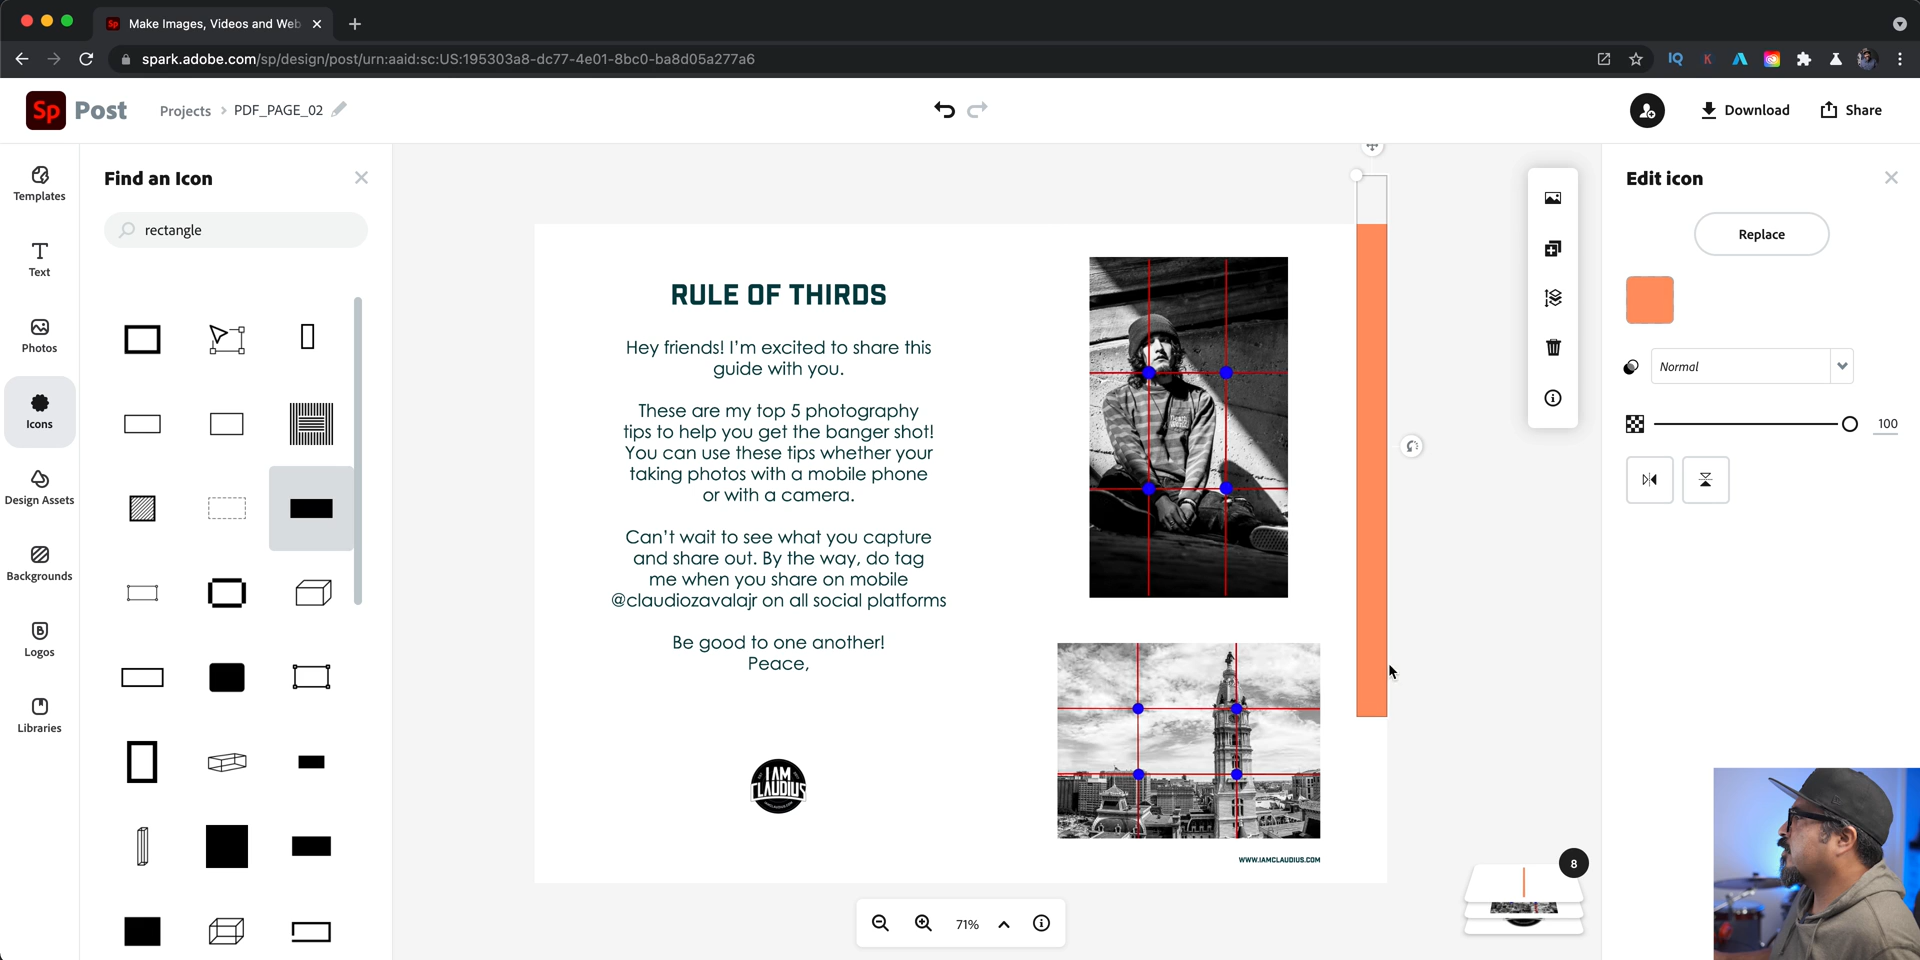 Make Images, Videos and Web
spark.adobe.com/sp/design/post/urn:aaid:sc:US:195303a8-dc77-4e01-8bc0-ba8d05a277a6
IQ
K
Sp Post
Projects > PDF_PAGE_02
Download
Share
Templates
Text
Photos
Icons
Design Assets
Backgrounds
Logos
Libraries
Find an Icon
rectangle
RULE OF THIRDS
Hey friends! I'm excited to share this
guide with you.
These are my top 5 photography
tips to help you get the banger shot!
You can use these tips whether your
taking photos with a mobile phone
or with a camera.
Can't wait to see what you capture
and share out. By the way, do tag
me when you share on mobile
@claudiozavalajr on all social platforms
Be good to one another!
Peace,
I AM
CLAUDIUS
WWW.IAMCLAUDIUS.COM
71%
8
Edit icon
Replace
Normal
100